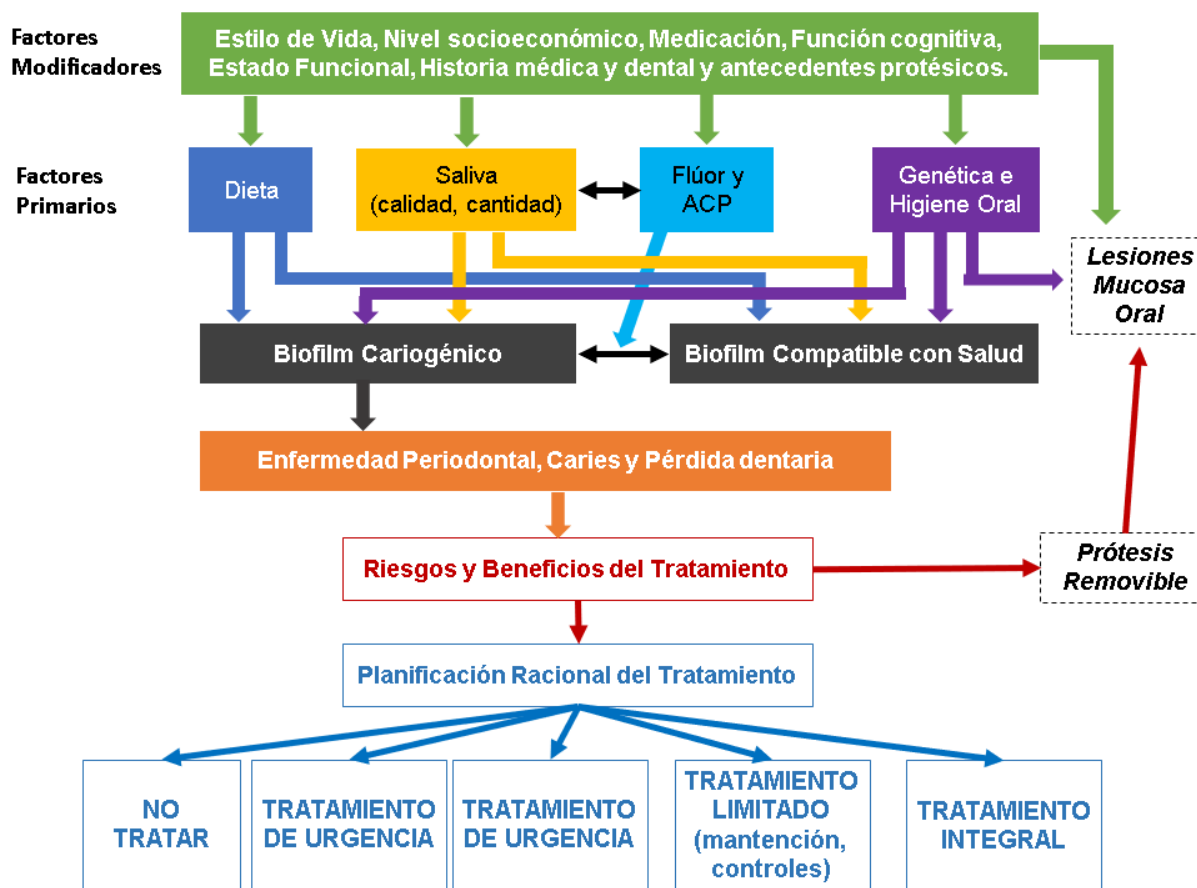 Factores
Modificadores
Estilo de Vida, Nivel socioeconómico, Medicación, Función cognitiva,
Estado Funcional, Historia médica y dental y antecedentes protésicos.
Factores
Primarios
Dieta
Saliva
(calidad, cantidad)
Flúor y
ACP
Genética e
Higiene Oral
Lesiones
Mucosa
Oral
Biofilm Cariogénico
Biofilm Compatible con Salud
Enfermedad Periodontal, Caries y Pérdida dentaria
Riesgos y Beneficios del Tratamiento
Prótesis
Removible
Planificación Racional del Tratamiento
NO
TRATAR
TRATAMIENTO
DE URGENCIA
TRATAMIENTO
DE URGENCIA
TRATAMIENTO
LIMITADO
(mantención,
controles)
TRATAMIENTO
INTEGRAL